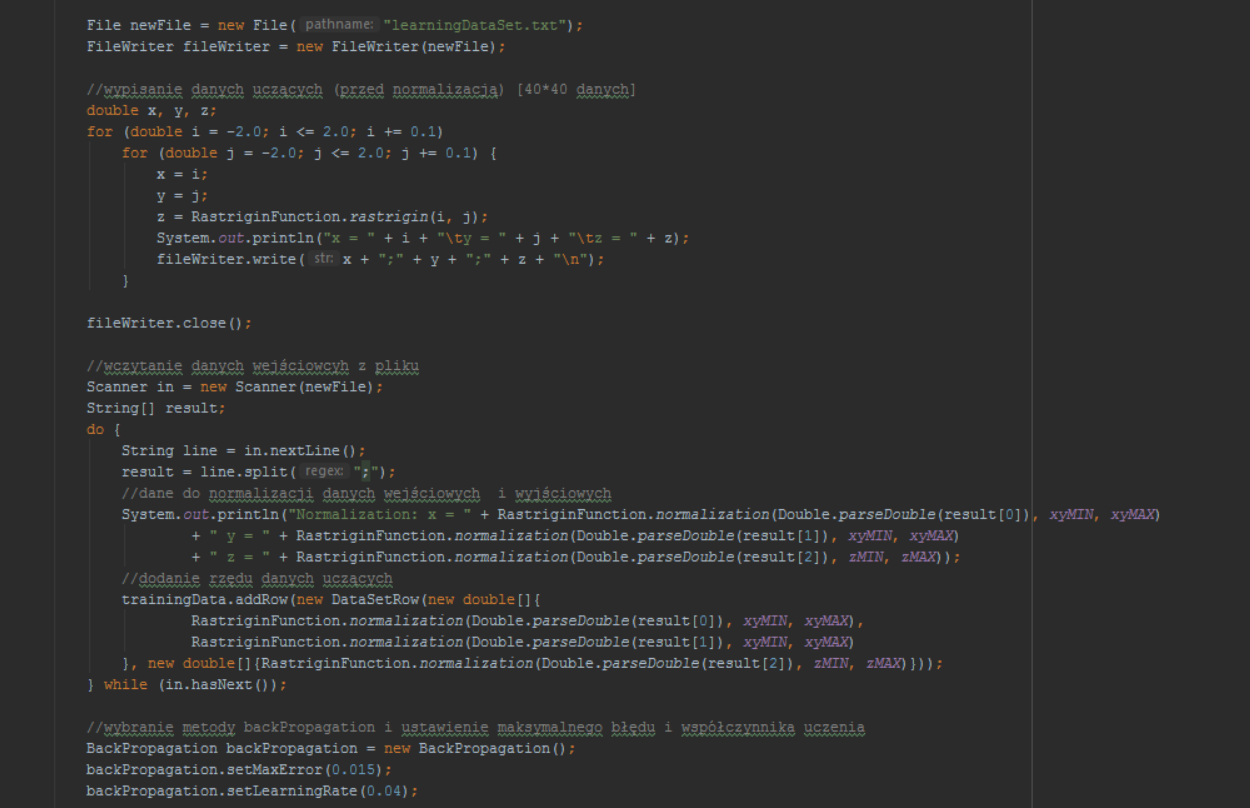 File newFile = new File( pathname: "learningDataSet.txt");
FileWriter fileWriter = new FileWriter(newFile);
//wypisanie danych uczących (przed normalizacją) [40*40 danych]
double x, y, z;
for (double i = -2.0; i <= 2.0; i += 0.1)
for (double j = -2.0; j <= 2.0; j += 0.1) {
x = i;
y = j;
z = RastriginFunction.rastrigin(i, j);
System.out.println("x = " + i + "\ty = " + j + "\tz = " + z);
fileWriter.write( str: x + ";" + y + ";" + z + "\n");
}
fileWriter.close();
//wczytanie danych wejściowcyh z pliku
Scanner in = new Scanner(newFile);
String[] result;
do {
String line = in.nextLine();
result = line.split( regex: ";");
//dane do normalizacji danych wejściowych  i wyjściowych
System.out.println("Normalization: x = " + RastriginFunction.normalization(Double.parseDouble(result[0]), xyMIN, xyMAX)
+ " y = " + RastriginFunction.normalization(Double.parseDouble(result[1]), xyMIN, xyMAX)
+ " z = " + RastriginFunction.normalization(Double.parseDouble(result[2]), zMIN, zMAX));
//dodanie rzędu danych uczących
trainingData.addRow(new DataSetRow(new double[]{
RastriginFunction.normalization(Double.parseDouble(result[0]), xyMIN, xyMAX),
RastriginFunction.normalization(Double.parseDouble(result[1]), xyMIN, xyMAX)
}, new double[]{RastriginFunction.normalization(Double.parseDouble(result[2]), zMIN, zMAX)}));
} while (in.hasNext());
//wybranie metody backPropagation i ustawienie maksymalnego błędu i współczynnika uczenia
BackPropagation backPropagation = new BackPropagation();
backPropagation.setMaxError(0.015);
backPropagation.setLearningRate(0.04);